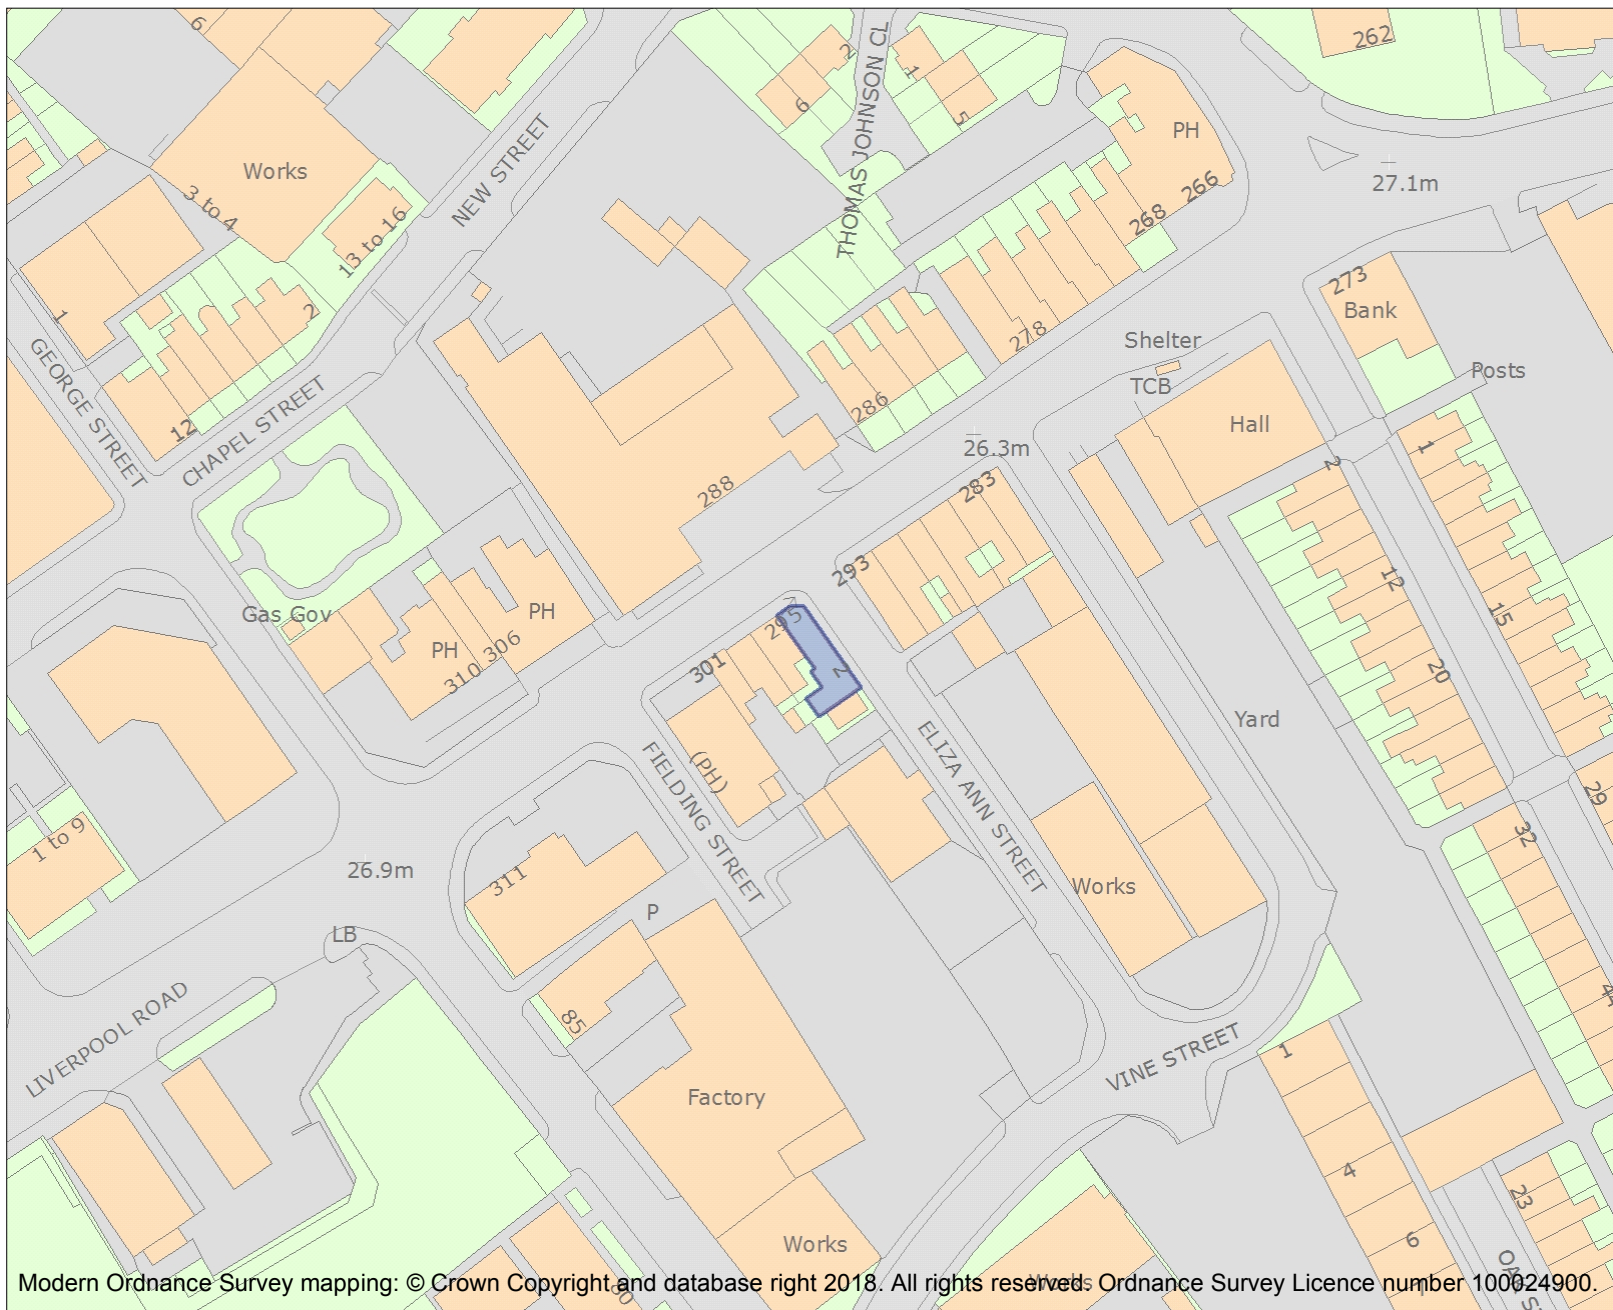 6
2
1
262
6
5
THOMAS JOHNSON CL
PH
Works
NEW STREET
27.1m
3 to 4
266
13 to 16
268
273
1
2
Bank
278
GEORGE STREET
Shelter
TCB
Posts
286
12
CHAPEL STREET
Hall
26.3m
1
2
288
283
293
12
Gas Gov
PH
295
15
PH
306
310
301
2
20
Yard
(PH)
FIELDING STREET
ELIZA ANN STREET
29
1 to 9
32
26.9m
311
Works
P
LB
LIVERPOOL ROAD
85
1
VINE STREET
Factory
4
23
6
Works
Works
OAK S
Modern Ordnance Survey mapping: © Crown Copyright and database right 2018. All rights reserved. Ordnance Survey Licence number 100024900.